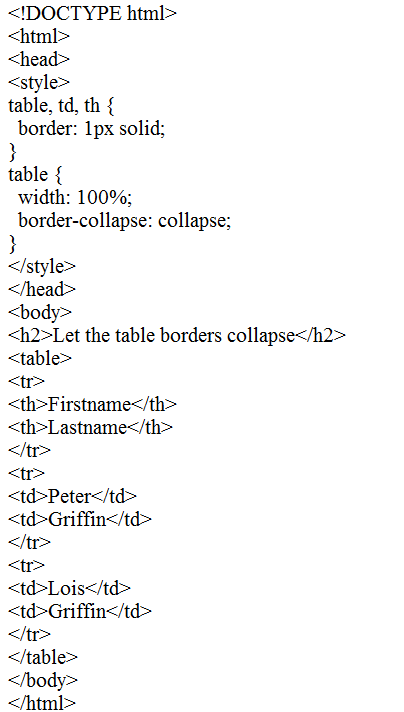 <!DOCTYPE html>
<html>
<head>
<style>
table, td, th {
  border: 1px solid;
}
table {
  width: 100%;
  border-collapse: collapse;
}
</style>
</head>
<body>
<h2>Let the table borders collapse</h2>
<table>
<tr>
<th>Firstname</th>
<th>Lastname</th>
</tr>
<tr>
<td>Peter</td>
<td>Griffin</td>
</tr>
<tr>
<td>Lois</td>
<td>Griffin</td>
</tr>
</table>
</body>
</html>